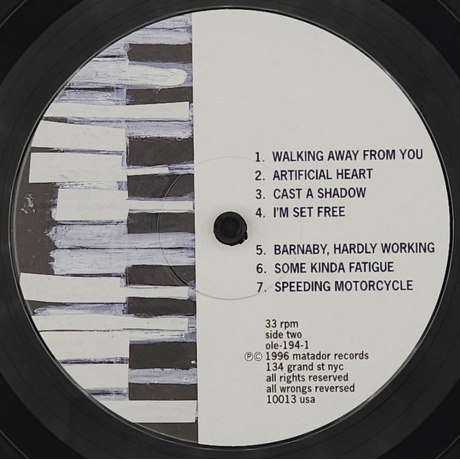 1. WALKING AWAY FROM YOU
2. ARTIFICIAL HEART
3. CAST A SHADOW
4. I'M SET FREE
5. BARNABY, HARDLY WORKING
6. SOME KINDA FATIGUE
7. SPEEDING MOTORCYCLE
33 rpm
side two
ole-194-1
℗© 1996 matador records
134 grand st nyc
all rights reserved
all wrongs reversed
10013 usa